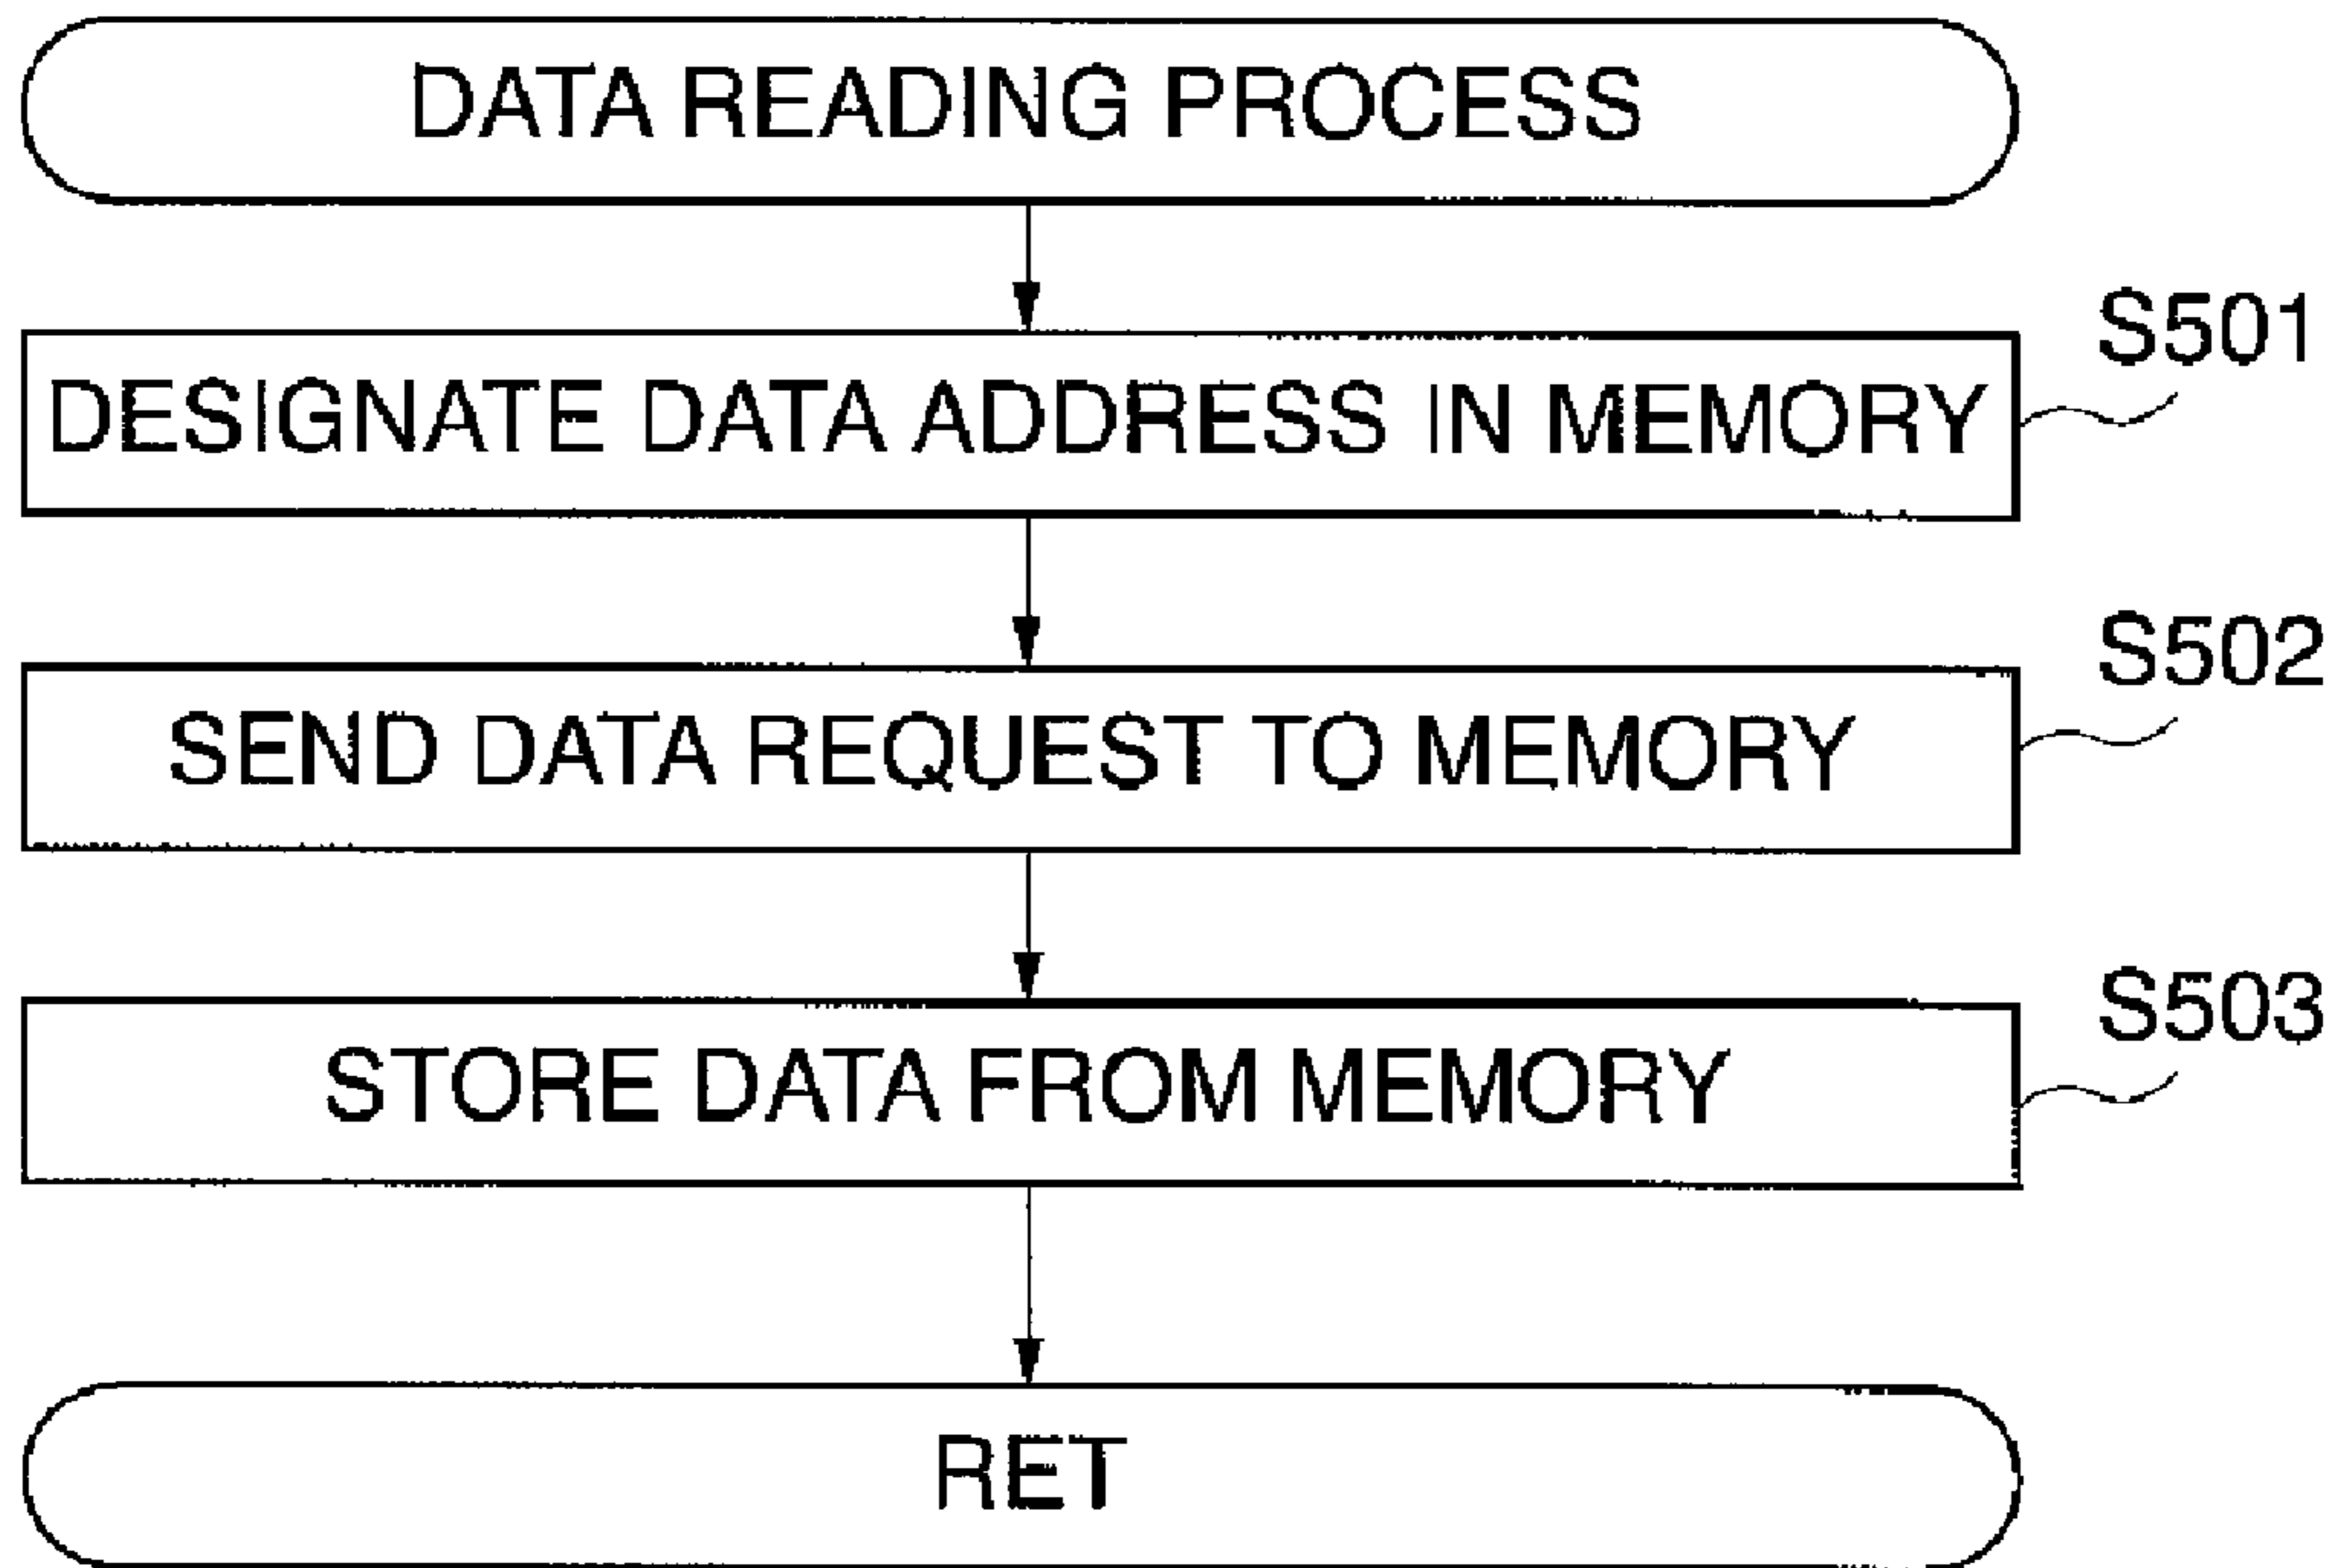 DATA READING PROCESS
S501
DESIGNATE DATA ADDRESS IN MEMORY
S502
SEND DATA REQUEST TO MEMORY
S503
STORE DATA FROM MEMORY
RET